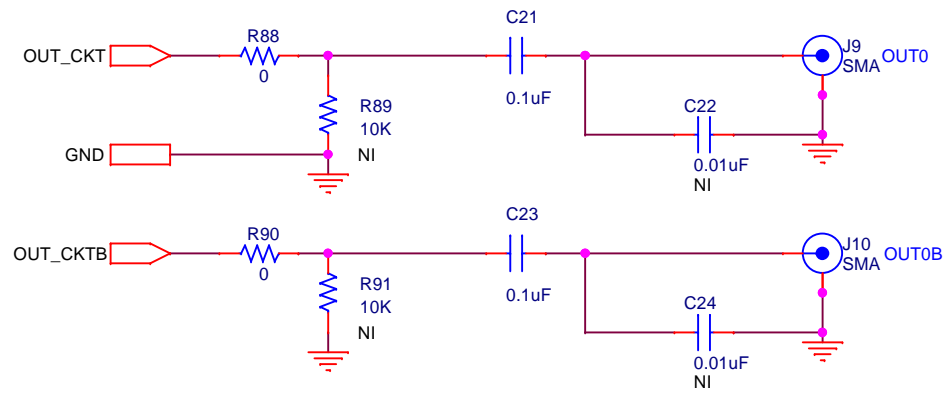 C21
R88
J9
OUT_CKT
SMA
OUT0
0
0.1uF
R89
10K
C22
GND
NI
0.01uF
NI
C23
R90
J10
OUT_CKTB
SMA
OUT0B
0
R91
0.1uF
10K
C24
NI
0.01uF
NI